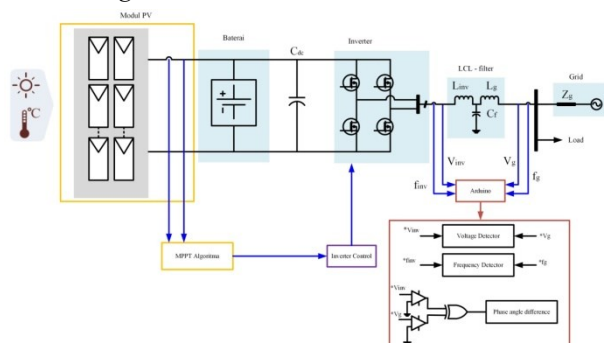 Modul PV
Baterai
Cdc
Inverter
LCL - filter
Grid
Linv
Lg
Zg
Cf
°C
Load
Vinv
Vg
finv
fg
Arduino
MPPT Algoritma
Inverter Control
Voltage Detector
*Vinv
*Vg
Frequency Detector
*finv
*fg
*Vinv
*Vg
Phase angle difference